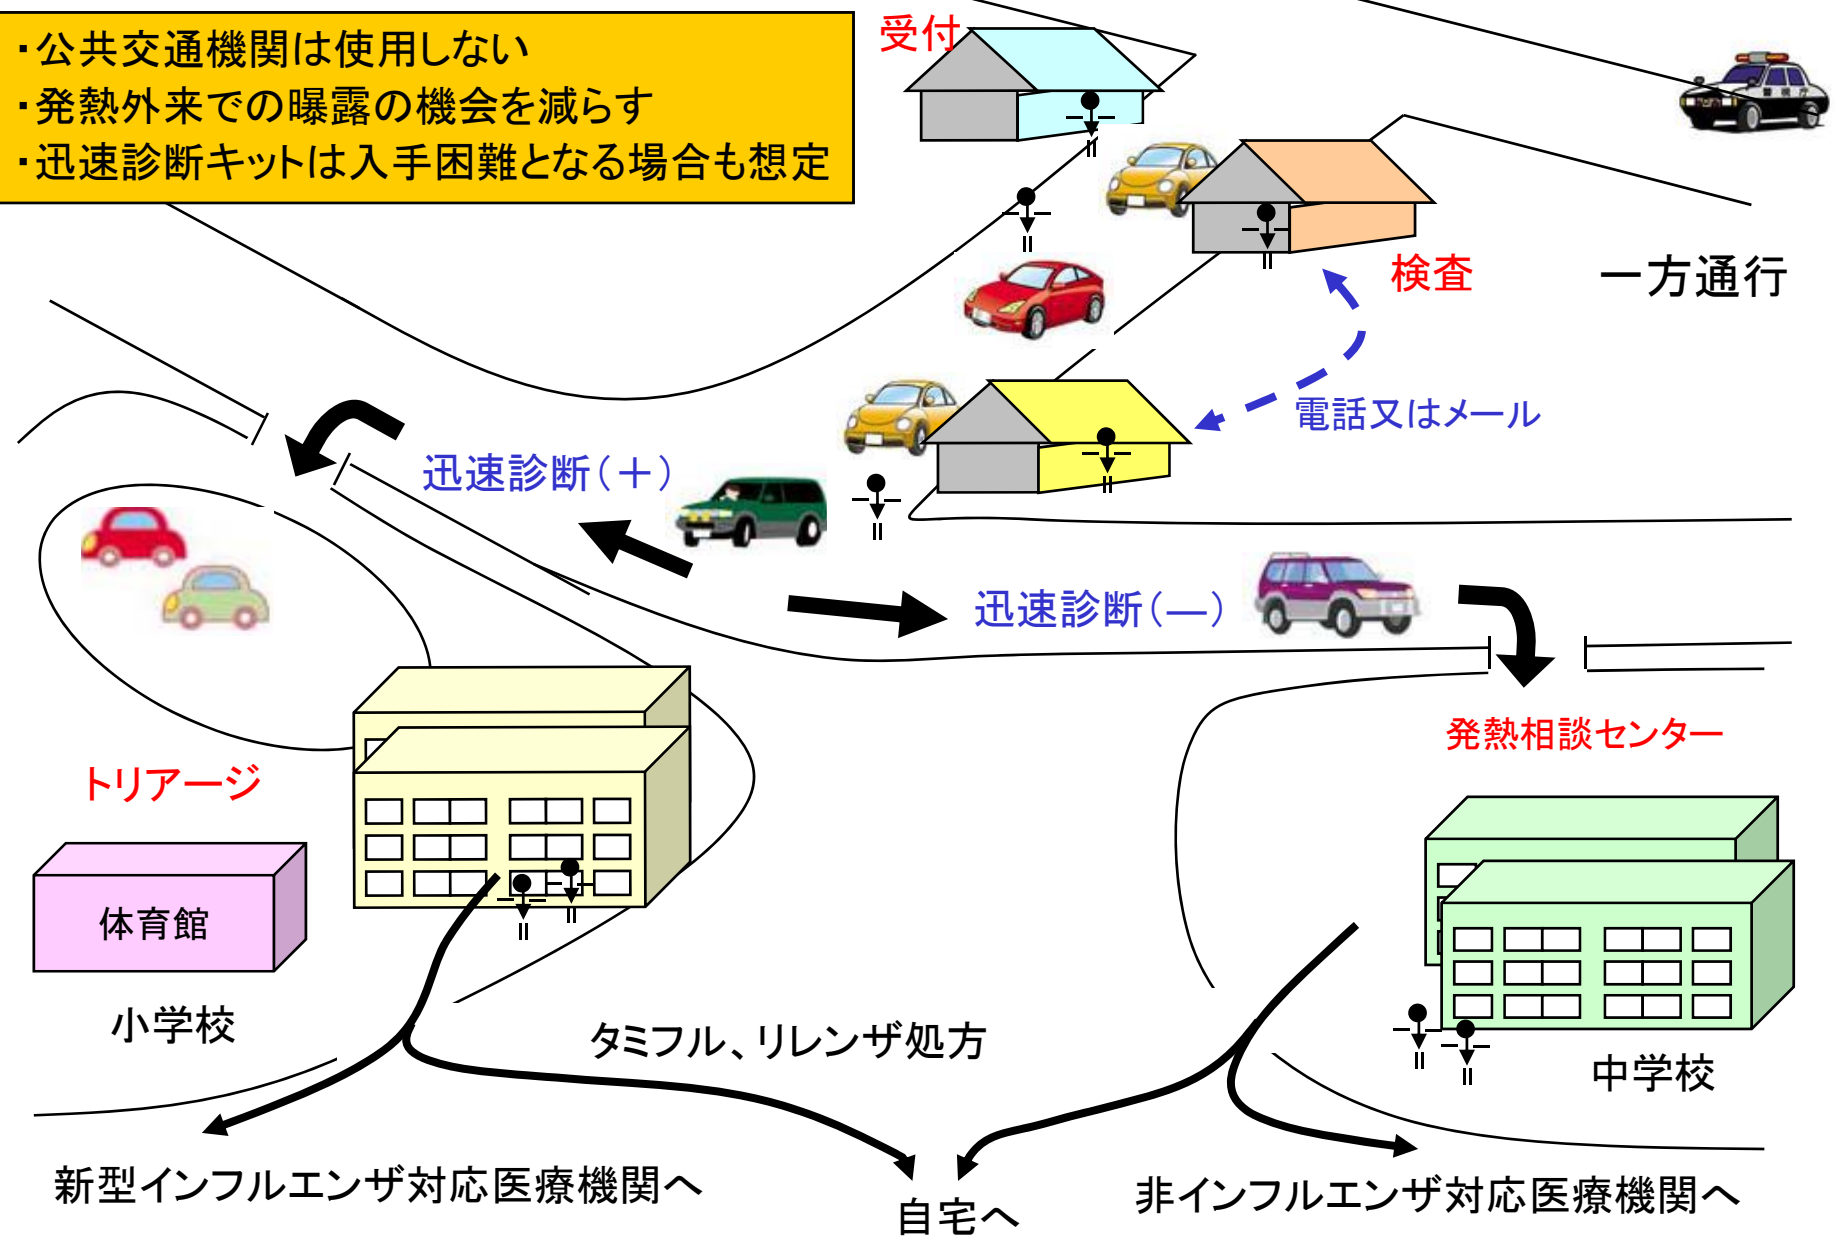 ・公共交通機関は使用しない
・発熱外来での曝露の機会を減らす
・迅速診断キットは入手困難となる場合も想定
受付
検査
一方通行
電話又はメール
迅速診断(+)
迅速診断(―)
発熱相談センター
トリアージ
体育館
小学校
タミフル、リレンザ処方
中学校
新型インフルエンザ対応医療機関へ
自宅へ
非インフルエンザ対応医療機関へ